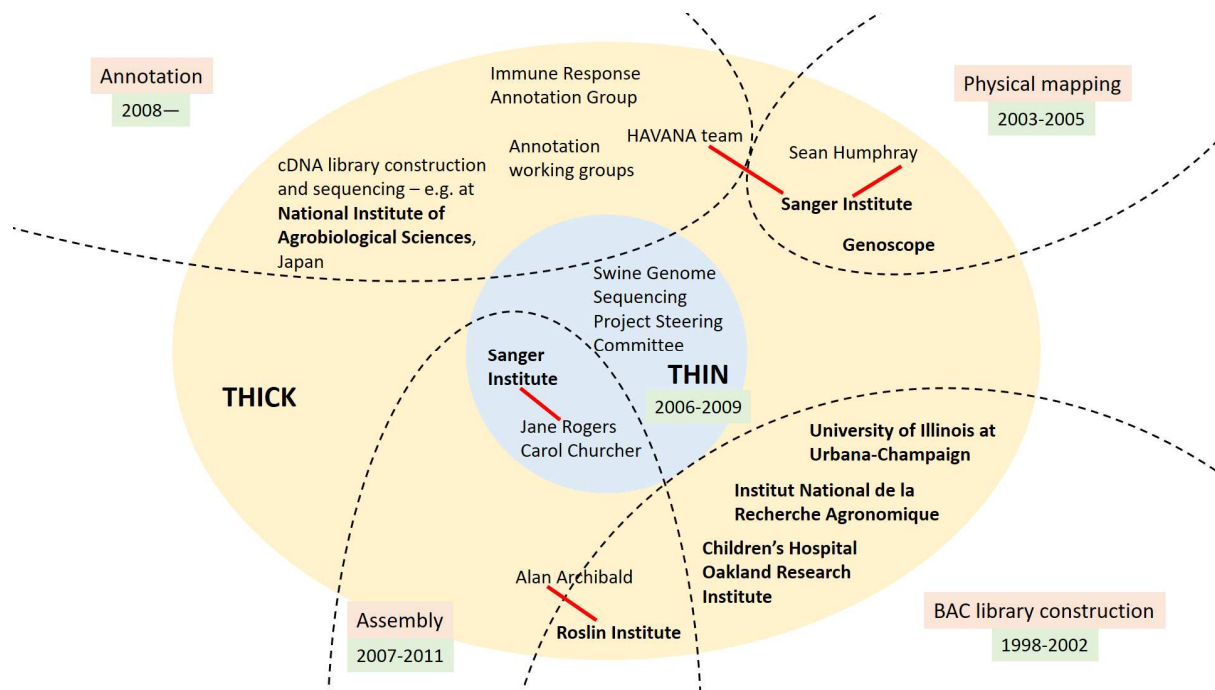 Annotation
2008—
Immune Response
Annotation Group
Physical mapping
2003-2005
HAVANA team
Annotation
working groups
Sean Humphray
cDNA library construction
and sequencing – e.g. at
National Institute of
Agrobiological Sciences,
Japan
Sanger Institute
Genoscope
Swine Genome
Sequencing
Project Steering
Committee
Sanger
Institute
THIN
2006-2009
THICK
Jane Rogers
Carol Churcher
University of Illinois at
Urbana-Champaign
Institut National de la
Recherche Agronomique
Children’s Hospital
Oakland Research
Institute
Alan Archibald
Roslin Institute
Assembly
2007-2011
BAC library construction
1998-2002